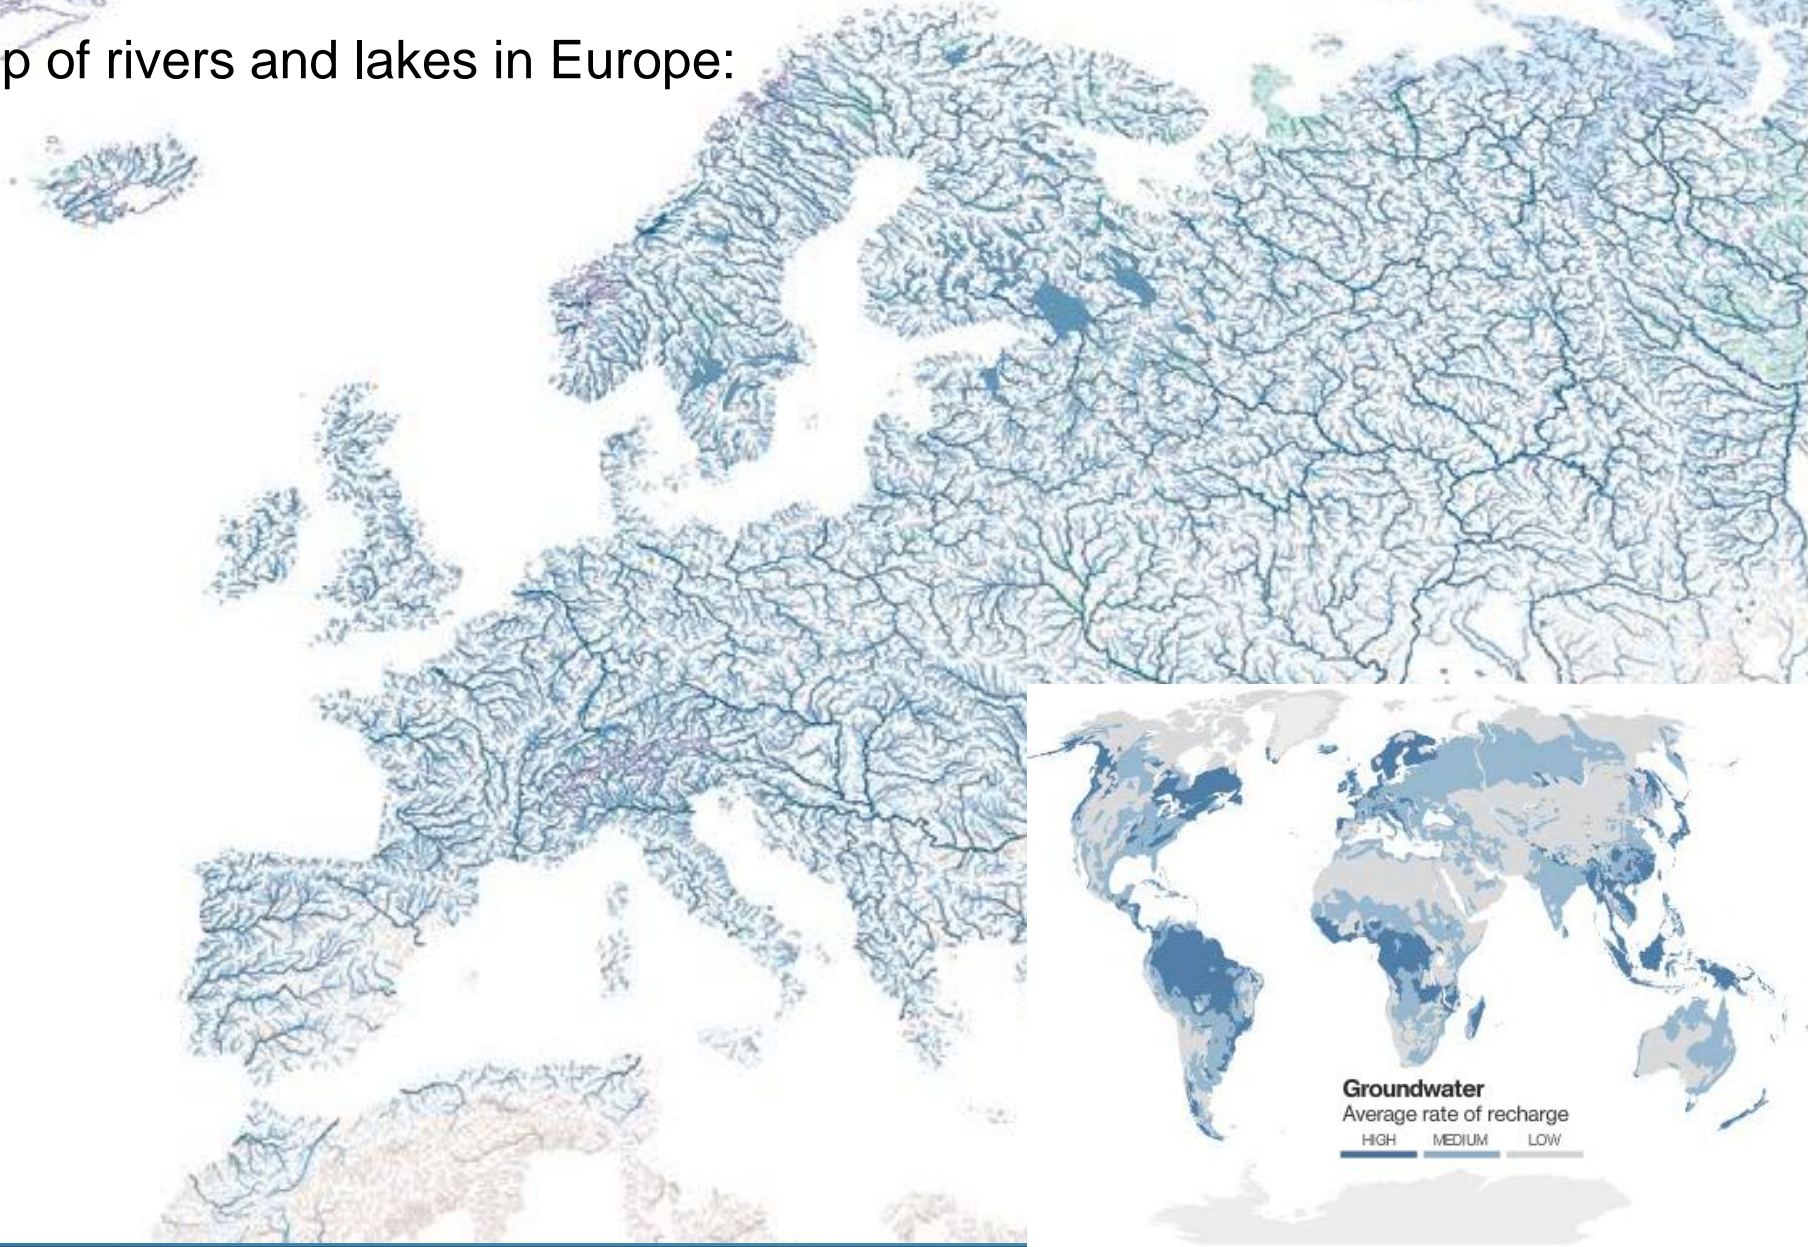 p of rivers and lakes in Europe:
Groundwater
Average rate of recharge
HIGH MEDIUM LOW